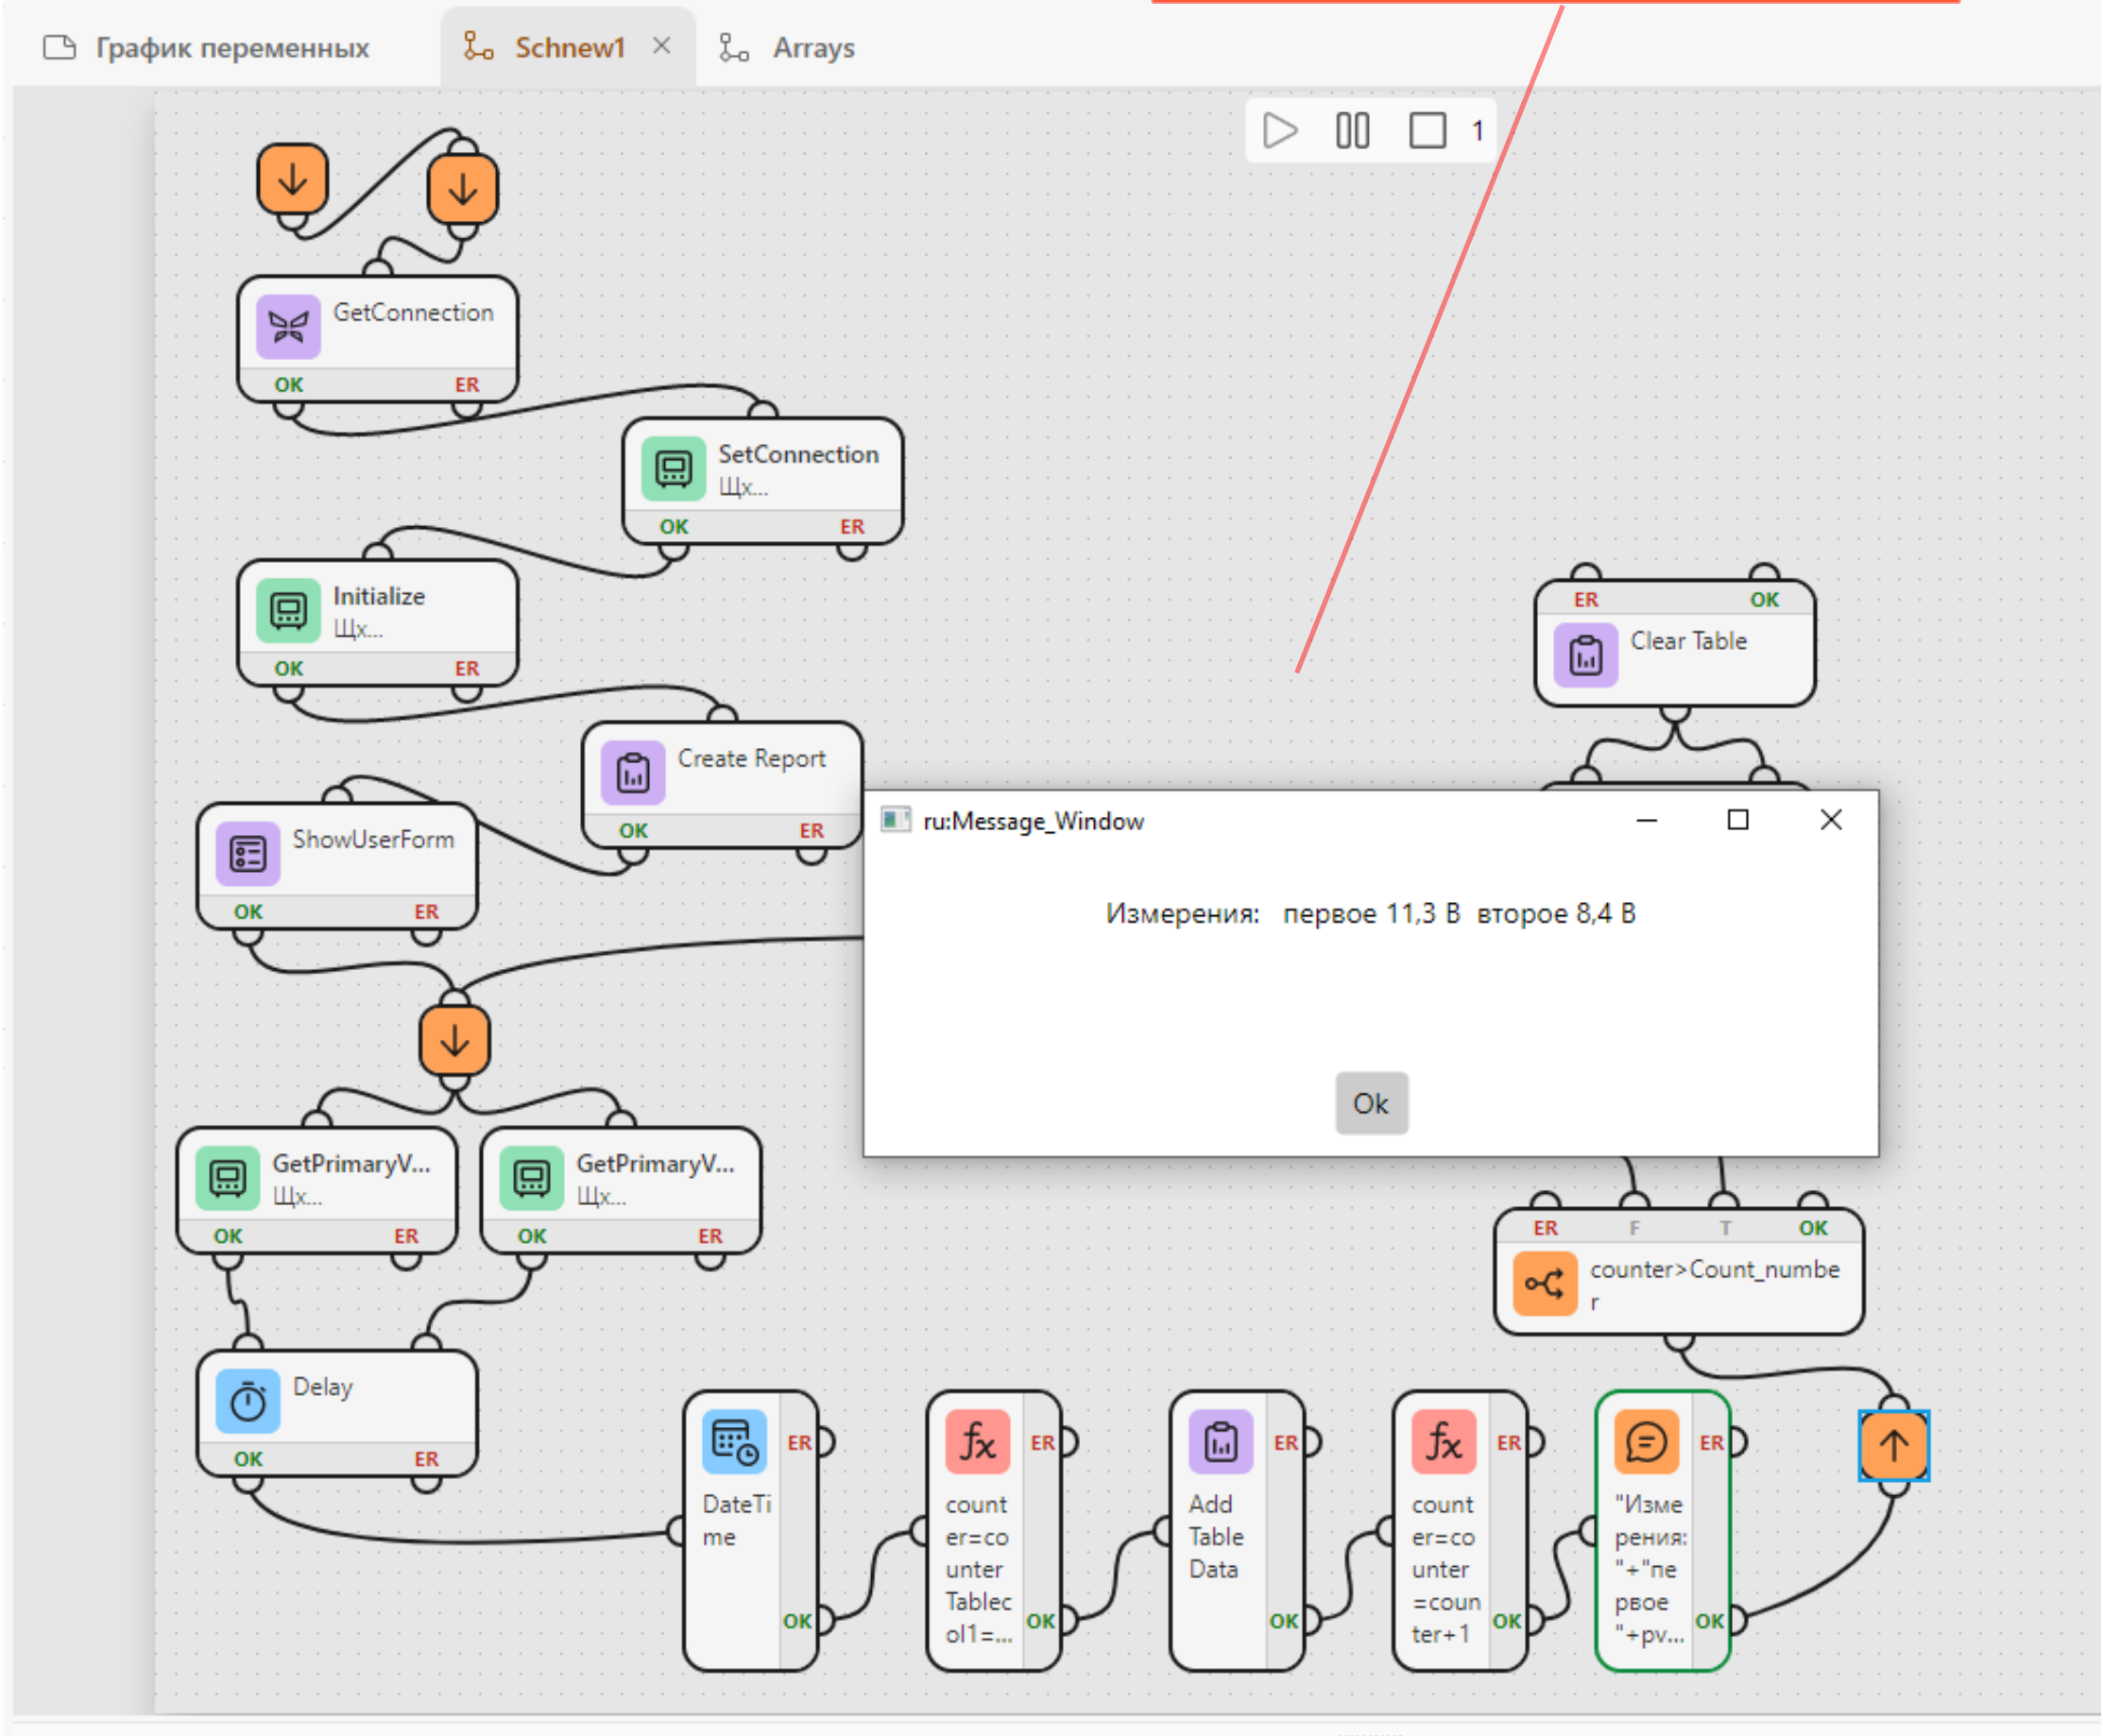 График переменных
Schnew1
Arrays
1
GetConnection
OK ER
SetConnection
Щх...
OK ER
Initialize
Щх...
OK ER
ER OK
Clear Table
Create Report
OK ER
ShowUserForm
OK ER
ru:Message_Window
Измерения:   первое 11,3 В  второе 8,4 В
Ok
GetPrimaryV...
Щх...
OK ER
GetPrimaryV...
Щх...
OK ER
ER F T OK
counter>Count_numbe
r
Delay
OK ER
DateTi
me
ER
OK
count
er=co
unter
Tablec
ol1=...
ER
OK
Add
Table
Data
ER
OK
count
er=co
unter
=coun
ter+1
ER
OK
"Изме
рения:
"+"пе
рвое
"+pv...
ER
OK